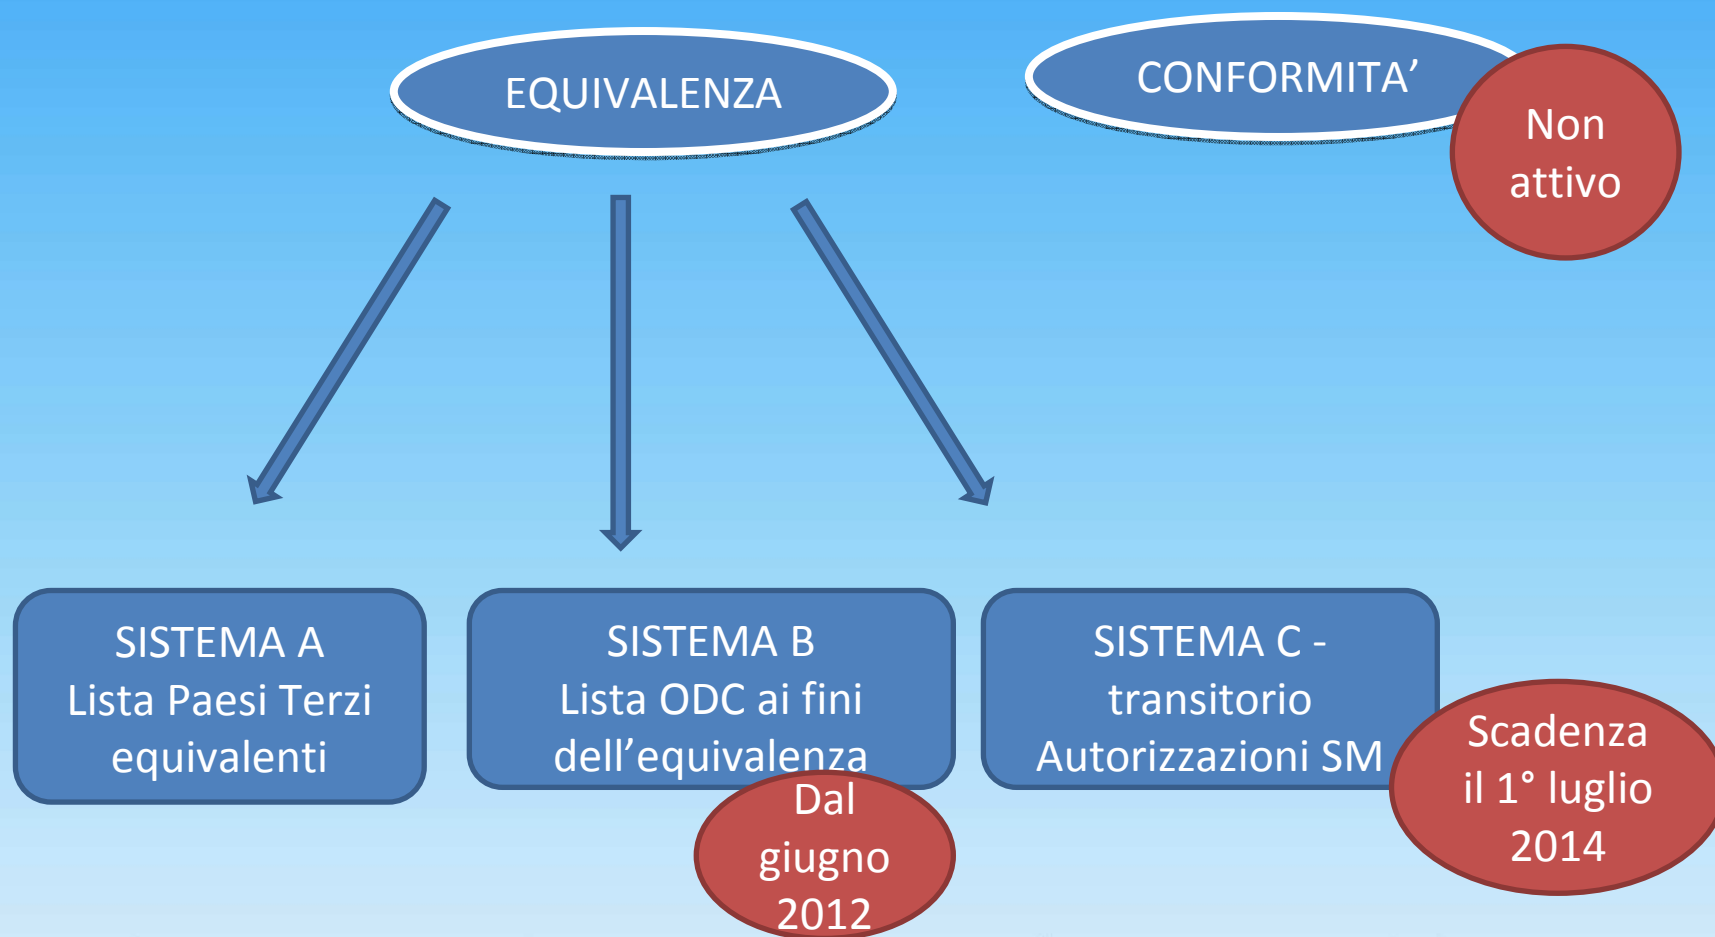 EQUIVALENZA
CONFORMITA’
Non
attivo
SISTEMA A
Lista Paesi Terzi
equivalenti
SISTEMA B
Lista ODC ai fini
dell’equivalenza
Dal
giugno
2012
SISTEMA C -
transitorio
Autorizzazioni SM
Scadenza
il 1° luglio
2014